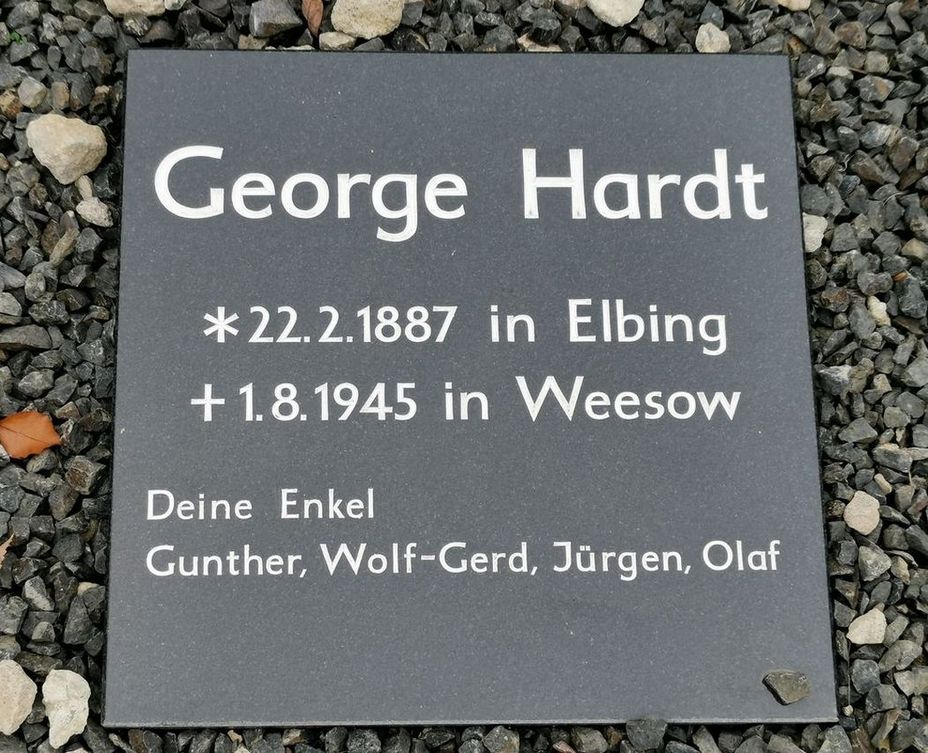 George Hardt
*22.2.1887 in Elbing
+1.8.1945 in Weesow
Deine Enkel
Gunther, Wolf-Gerd, Jürgen, Olaf